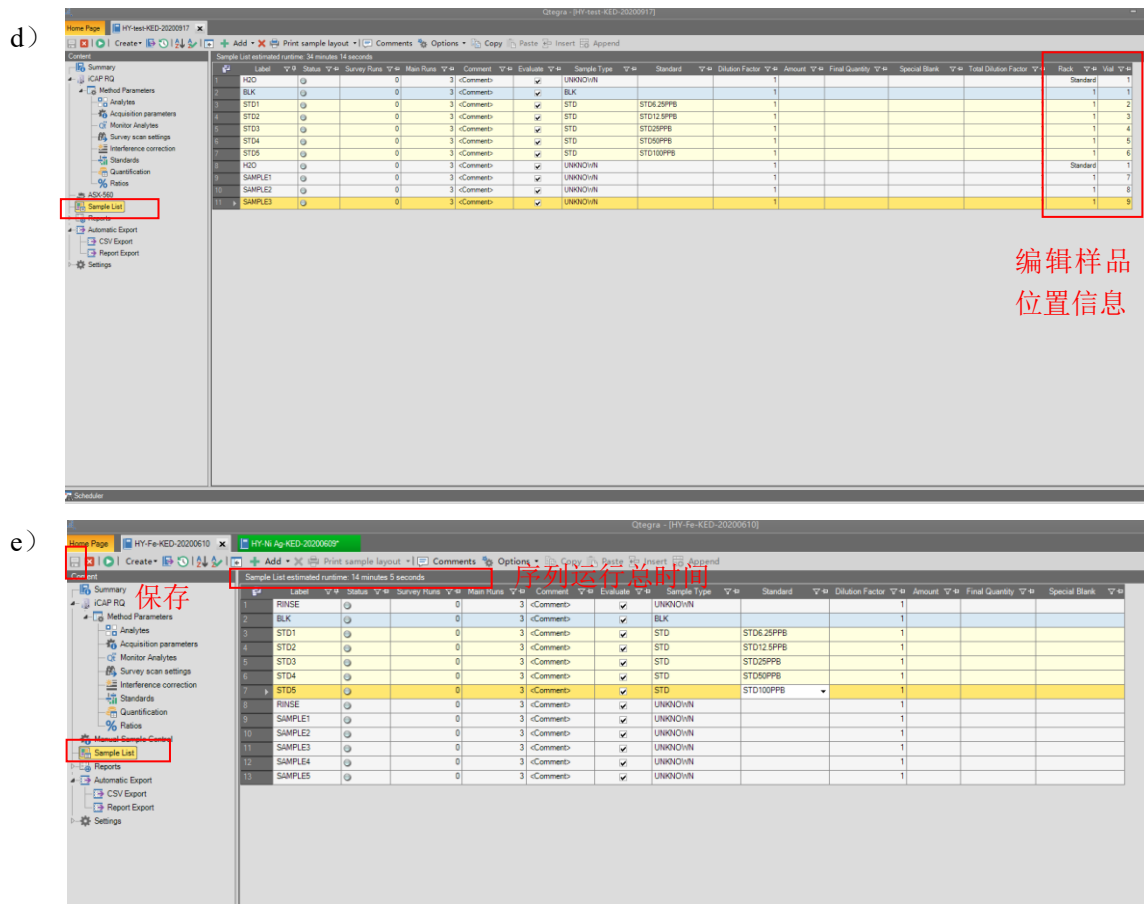 d）
Qtegra - [HY-test-KED-20200917]
Home Page HY-test-KED-20200917
Create Add Print sample layout Comments Options Copy Paste Insert Append
Content
Sample List estimated runtime: 34 minutes 14 seconds
Summary
iCAP RQ
Method Parameters
Analytes
Acquisition parameters
Monitor Analytes
Survey scan settings
Interference correction
Standards
Quantification
Ratios
ASX-560
Sample List
Reports
Automatic Export
CSV Export
Report Export
Settings
Label Status Survey Runs Main Runs Comment Evaluate Sample Type Standard Dilution Factor Amount Final Quantity Special Blank Total Dilution Factor Rack Vial
1 H2O 0 3 <Comment> UNKNOWN 1 Standard 1
2 BLK 0 3 <Comment> BLK 1 1 1
3 STD1 0 3 <Comment> STD STD6.25PPB 1 1 2
4 STD2 0 3 <Comment> STD STD12.5PPB 1 1 3
5 STD3 0 3 <Comment> STD STD25PPB 1 1 4
6 STD4 0 3 <Comment> STD STD50PPB 1 1 5
7 STD5 0 3 <Comment> STD STD100PPB 1 1 6
8 H2O 0 3 <Comment> UNKNOWN 1 Standard 1
9 SAMPLE1 0 3 <Comment> UNKNOWN 1 1 7
10 SAMPLE2 0 3 <Comment> UNKNOWN 1 1 8
11 SAMPLE3 0 3 <Comment> UNKNOWN 1 1 9
编辑样品
位置信息
Scheduler
e）
Qtegra - [HY-Fe-KED-20200610]
Home Page HY-Fe-KED-20200610 HY-Ni Ag-KED-20200609*
Create Add Print sample layout Comments Options Copy Paste Insert Append
Content
保存
Sample List estimated runtime: 14 minutes 5 seconds
序列运行总时间
Summary
iCAP RQ
Method Parameters
Analytes
Acquisition parameters
Monitor Analytes
Survey scan settings
Interference correction
Standards
Quantification
Ratios
Manual Sample Control
Sample List
Reports
Automatic Export
CSV Export
Report Export
Settings
Label Status Survey Runs Main Runs Comment Evaluate Sample Type Standard Dilution Factor Amount Final Quantity Special Blank
1 RINSE 0 3 <Comment> UNKNOWN 1
2 BLK 0 3 <Comment> BLK 1
3 STD1 0 3 <Comment> STD STD6.25PPB 1
4 STD2 0 3 <Comment> STD STD12.5PPB 1
5 STD3 0 3 <Comment> STD STD25PPB 1
6 STD4 0 3 <Comment> STD STD50PPB 1
7 STD5 0 3 <Comment> STD STD100PPB 1
8 RINSE 0 3 <Comment> UNKNOWN 1
9 SAMPLE1 0 3 <Comment> UNKNOWN 1
10 SAMPLE2 0 3 <Comment> UNKNOWN 1
11 SAMPLE3 0 3 <Comment> UNKNOWN 1
12 SAMPLE4 0 3 <Comment> UNKNOWN 1
13 SAMPLE5 0 3 <Comment> UNKNOWN 1